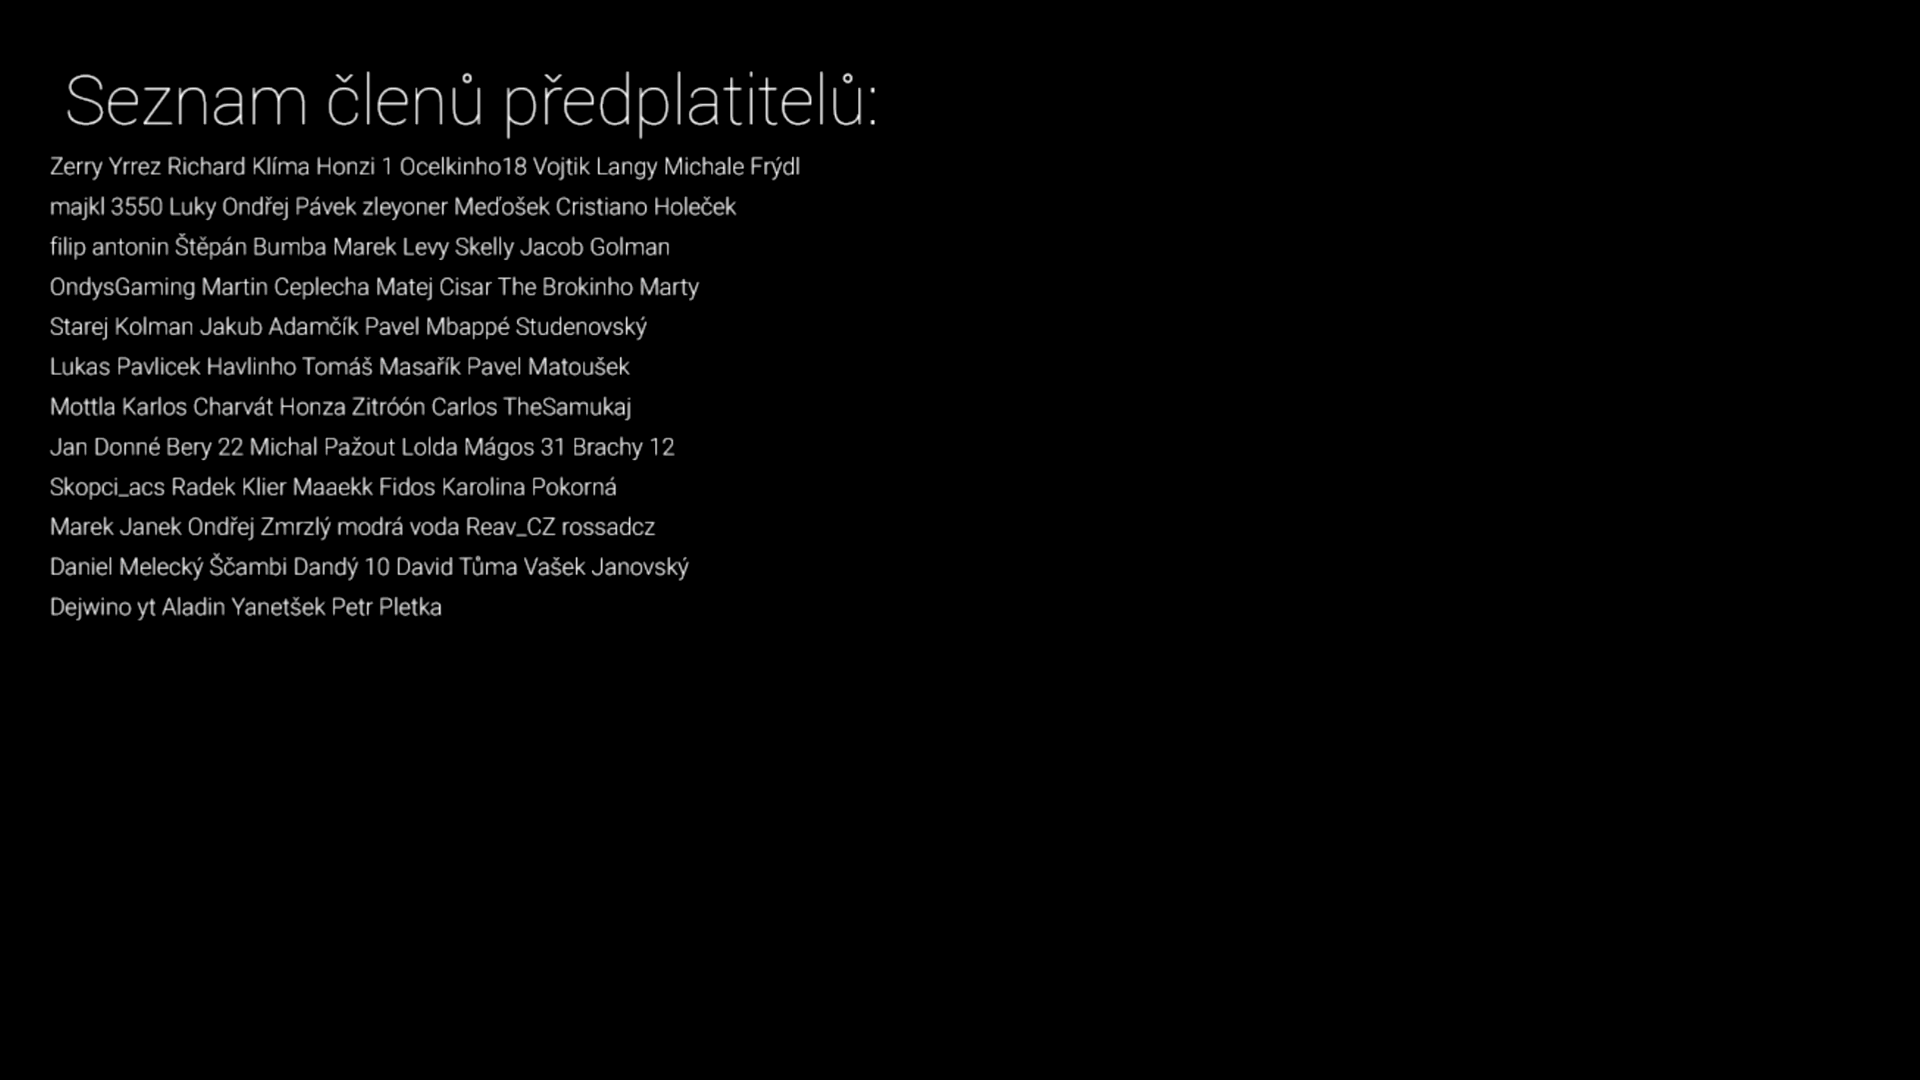 Seznam členů předplatitelů:
Zerry Yrrez Richard Klíma Honzi 1 Ocelkinho18 Vojtik Langy Michale Frýdl
majkl 3550 Luky Ondřej Pávek zleyoner Meďošek Cristiano Holeček
filip antonin Štěpán Bumba Marek Levy Skelly Jacob Golman
OndysGaming Martin Ceplecha Matej Cisar The Brokinho Marty
Starej Kolman Jakub Adamčík Pavel Mbappé Studenovský
Lukas Pavlicek Havlinho Tomáš Masařík Pavel Matoušek
Mottla Karlos Charvát Honza Zitróón Carlos TheSamukaj
Jan Donné Bery 22 Michal Pažout Lolda Mágos 31 Brachy 12
Skopci_acs Radek Klier Maaekk Fidos Karolina Pokorná
Marek Janek Ondřej Zmrzlý modrá voda Reav_CZ rossadcz
Daniel Melecký Ščambi Dandý 10 David Tůma Vašek Janovský
Dejwino yt Aladin Yanetšek Petr Pletka